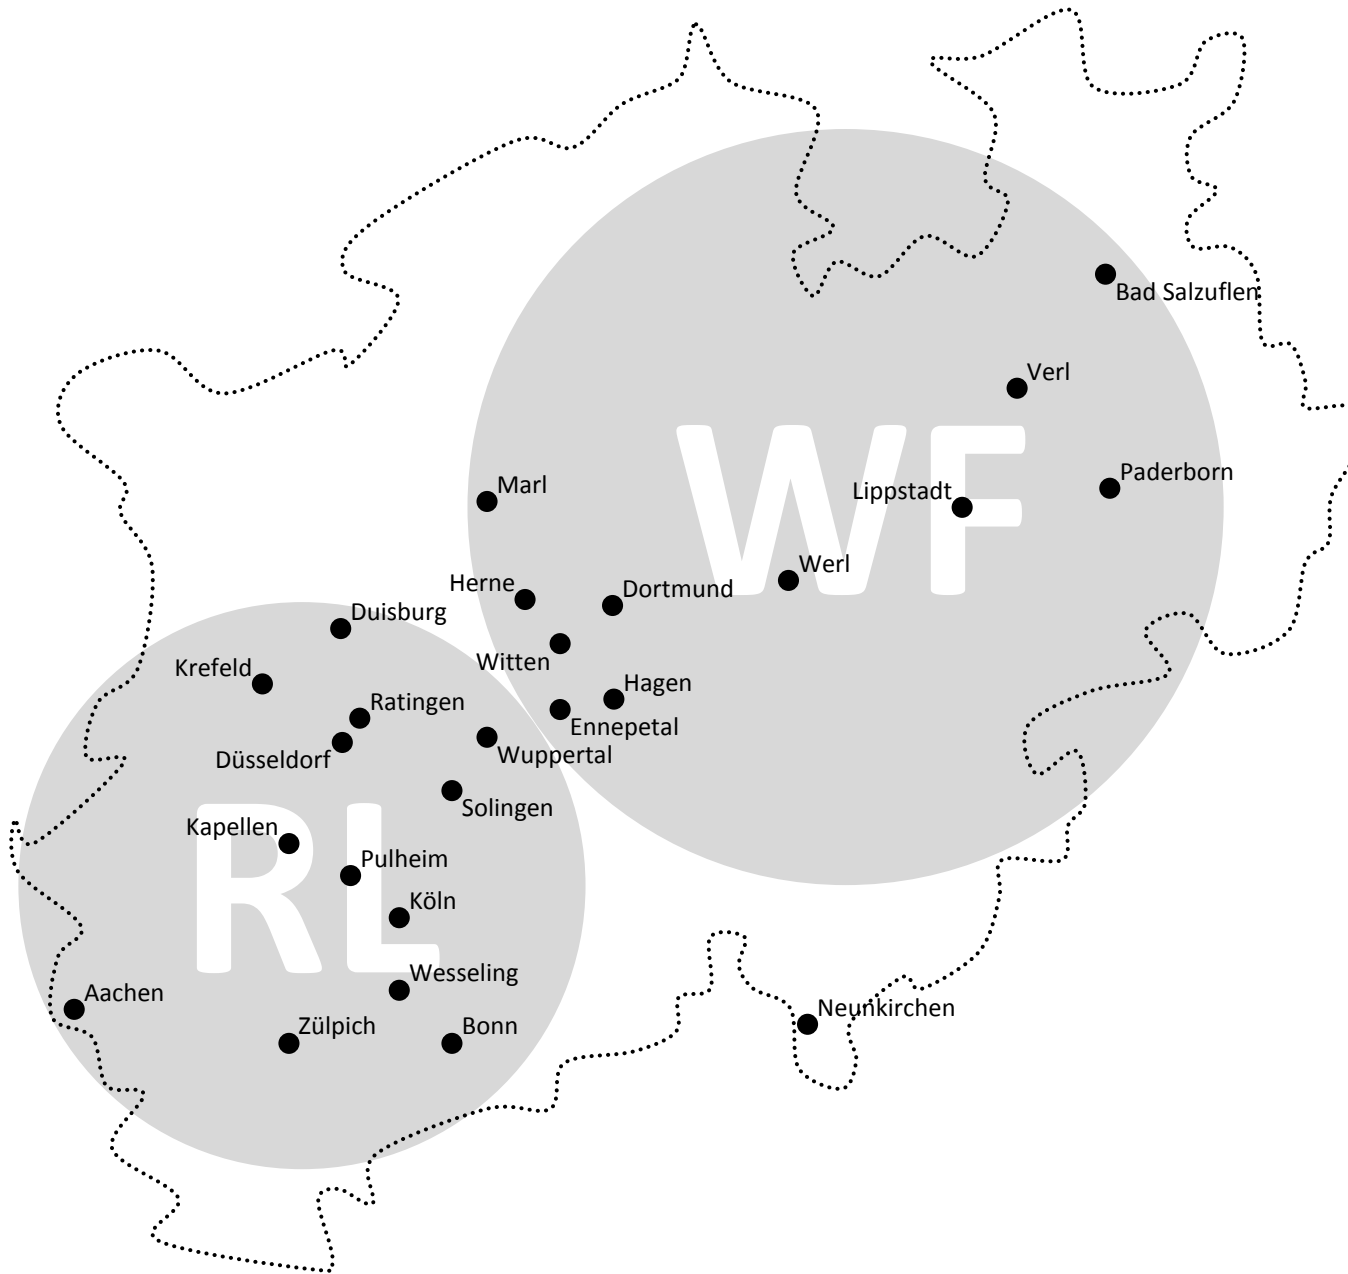 Bad Salzuflen
Verl
WF
Paderborn
Marl
Lippstadt
Werl
Herne
Dortmund
Duisburg
Witten
Krefeld
Hagen
Ratingen
Ennepetal
Düsseldorf
Wuppertal
Solingen
Kapellen
RL
Pulheim
Köln
Wesseling
Aachen
Neunkirchen
Zülpich
Bonn